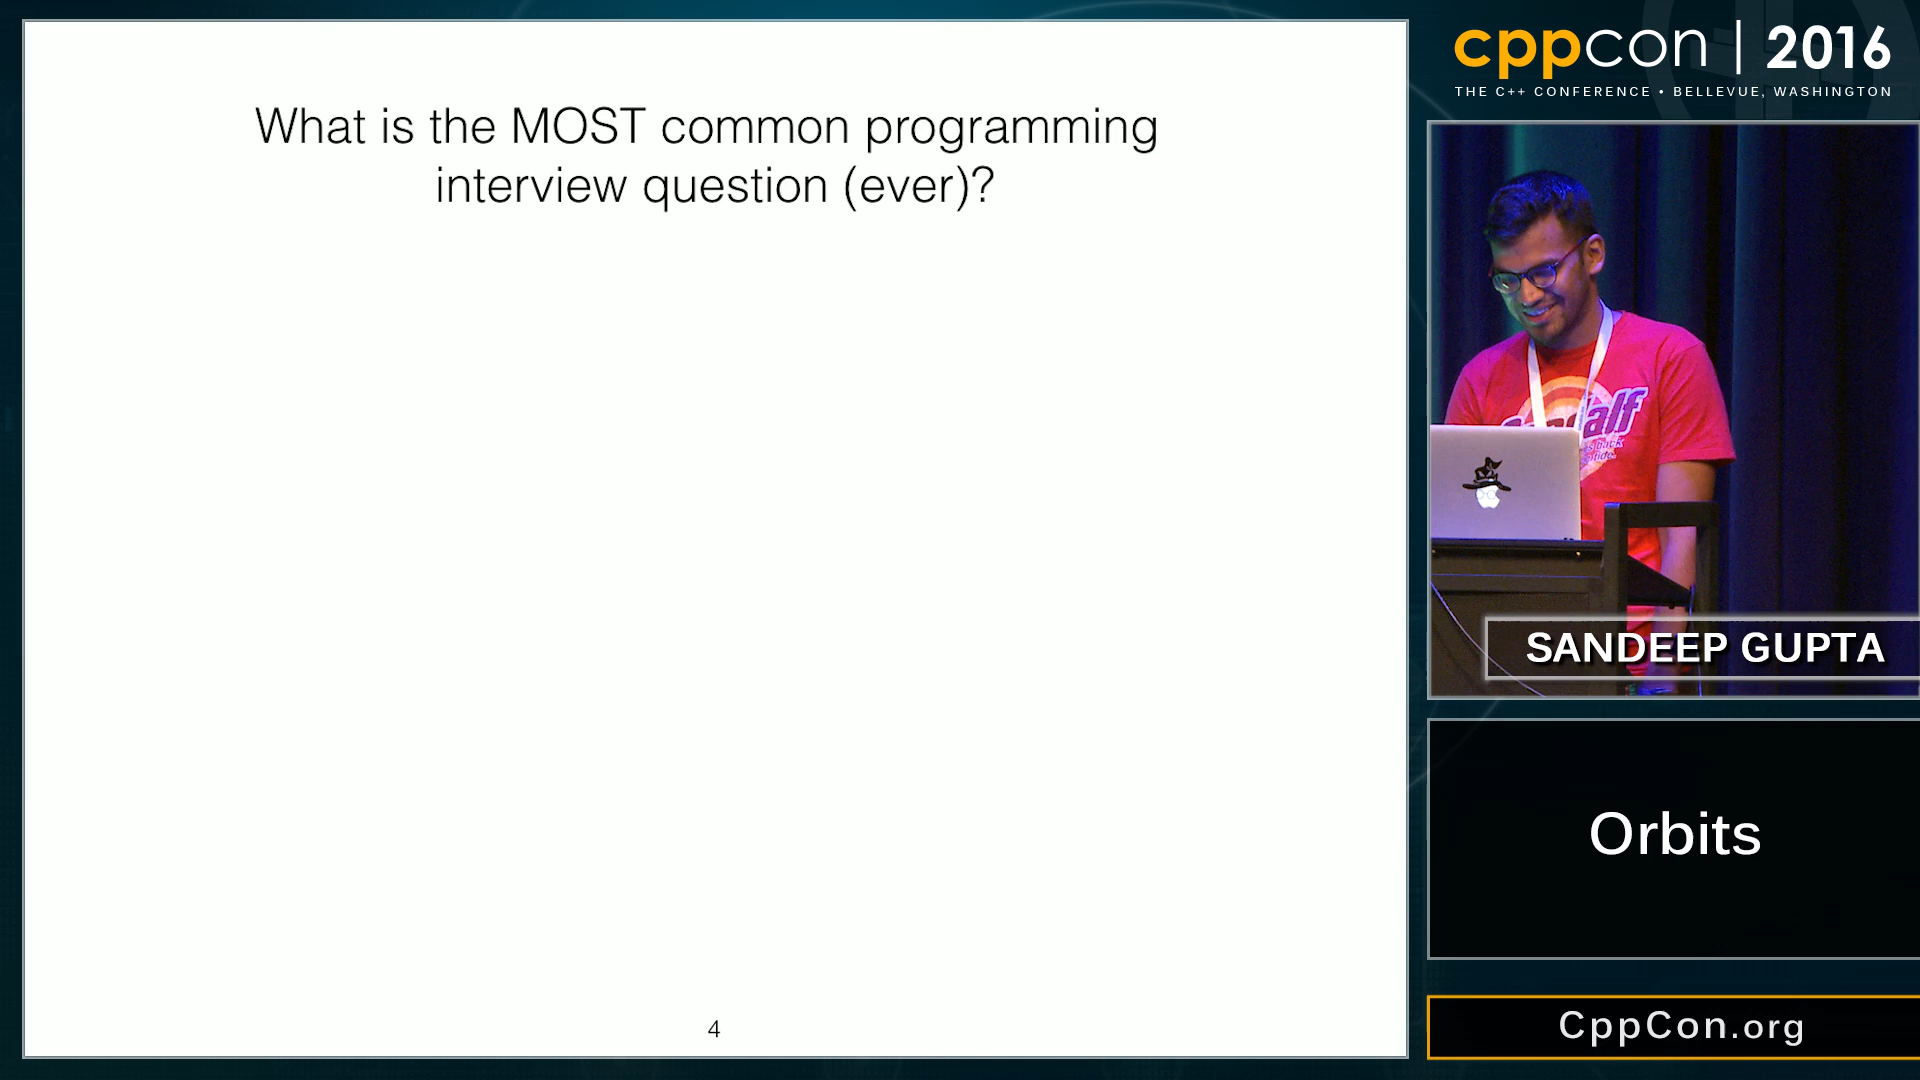 What is the MOST common programming
interview question (ever)?
4
cppcon | 2016
THE C++ CONFERENCE • BELLEVUE, WASHINGTON
SANDEEP GUPTA
Orbits
CppCon.org